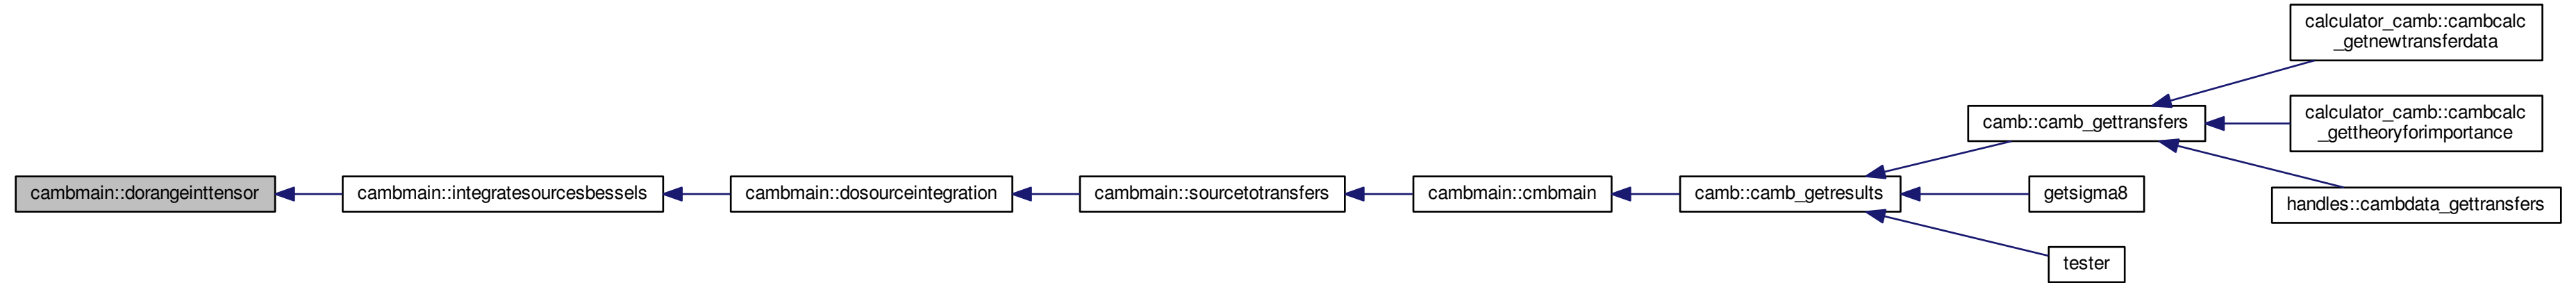 cambmain::dorangeinttensor
cambmain::integratesourcesbessels
cambmain::dosourceintegration
cambmain::sourcetotransfers
cambmain::cmbmain
camb::camb_getresults
camb::camb_gettransfers
calculator_camb::cambcalc
_getnewtransferdata
calculator_camb::cambcalc
_gettheoryforimportance
handles::cambdata_gettransfers
getsigma8
tester